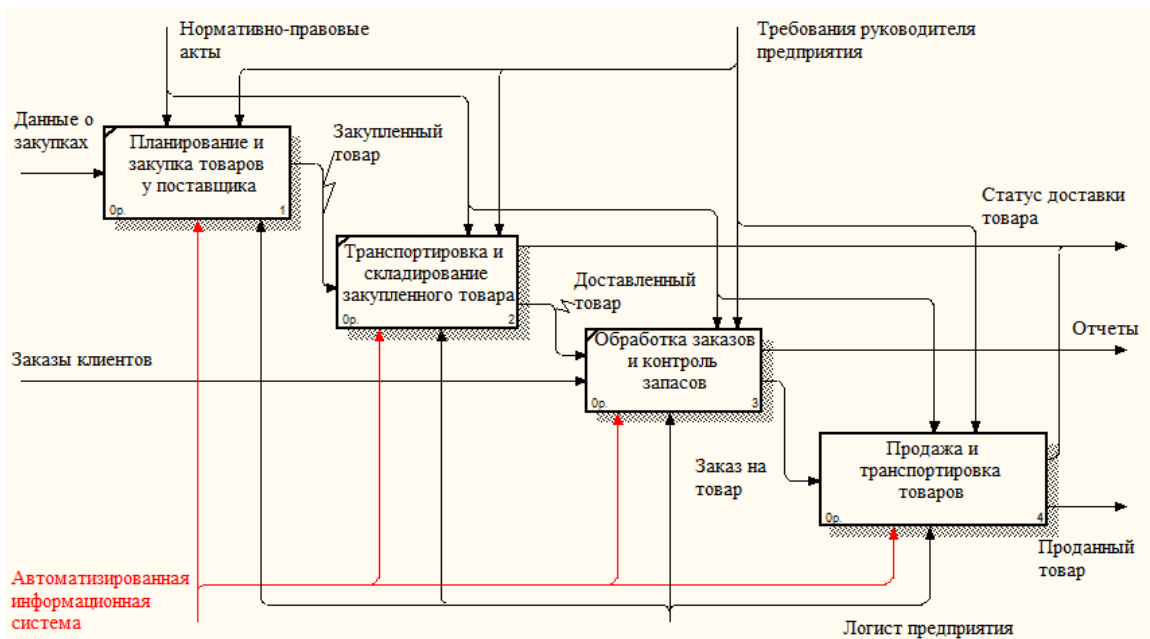 Нормативно-правовые
акты
Требования руководителя
предприятия
Данные о
закупках
Планирование и
закупка товаров
у поставщика
0р.
1
Закупленный
товар
Статус доставки
товара
Транспортировка и
складирование
закупленного товара
0р.
2
Доставленный
товар
Отчеты
Заказы клиентов
Обработка заказов
и контроль
запасов
0р.
3
Заказ на
товар
Продажа и
транспортировка
товаров
0р.
4
Проданный
товар
Автоматизированная
информационная
система
Логист предприятия